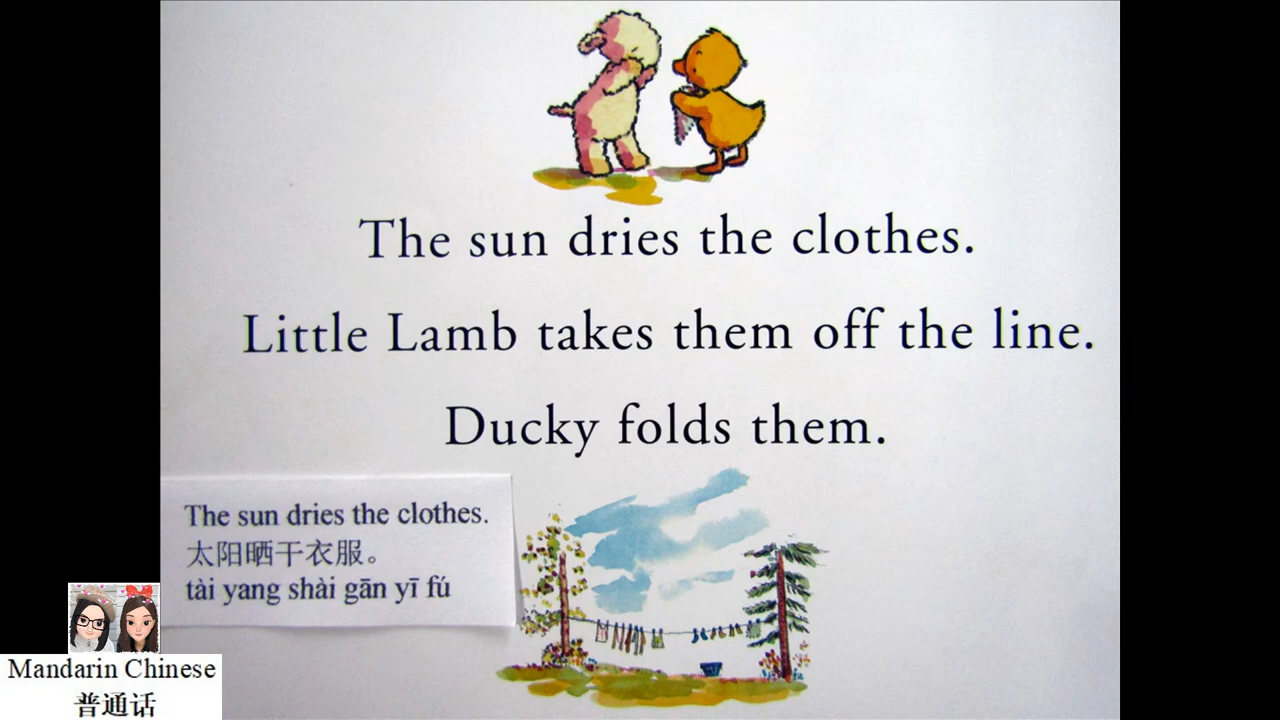 The sun dries the clothes.
Little Lamb takes them off the line.
Ducky folds them.
The sun dries the clothes.
太阳晒干衣服。
tài yang shài gān yī fú
Mandarin Chinese
普通话